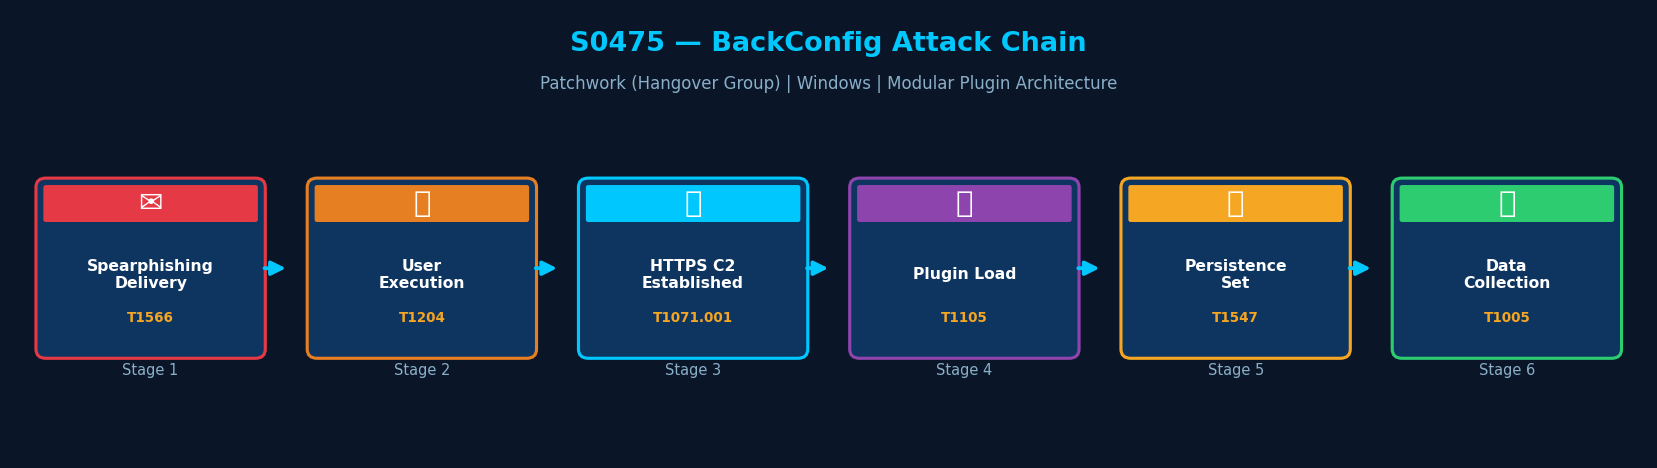 S0475 — BackConfig Attack Chain
Patchwork (Hangover Group) | Windows | Modular Plugin Architecture
Spearphishing
Delivery
T1566
Stage 1
User
Execution
T1204
Stage 2
HTTPS C2
Established
T1071.001
Stage 3
Plugin Load
T1105
Stage 4
Persistence
Set
T1547
Stage 5
Data
Collection
T1005
Stage 6